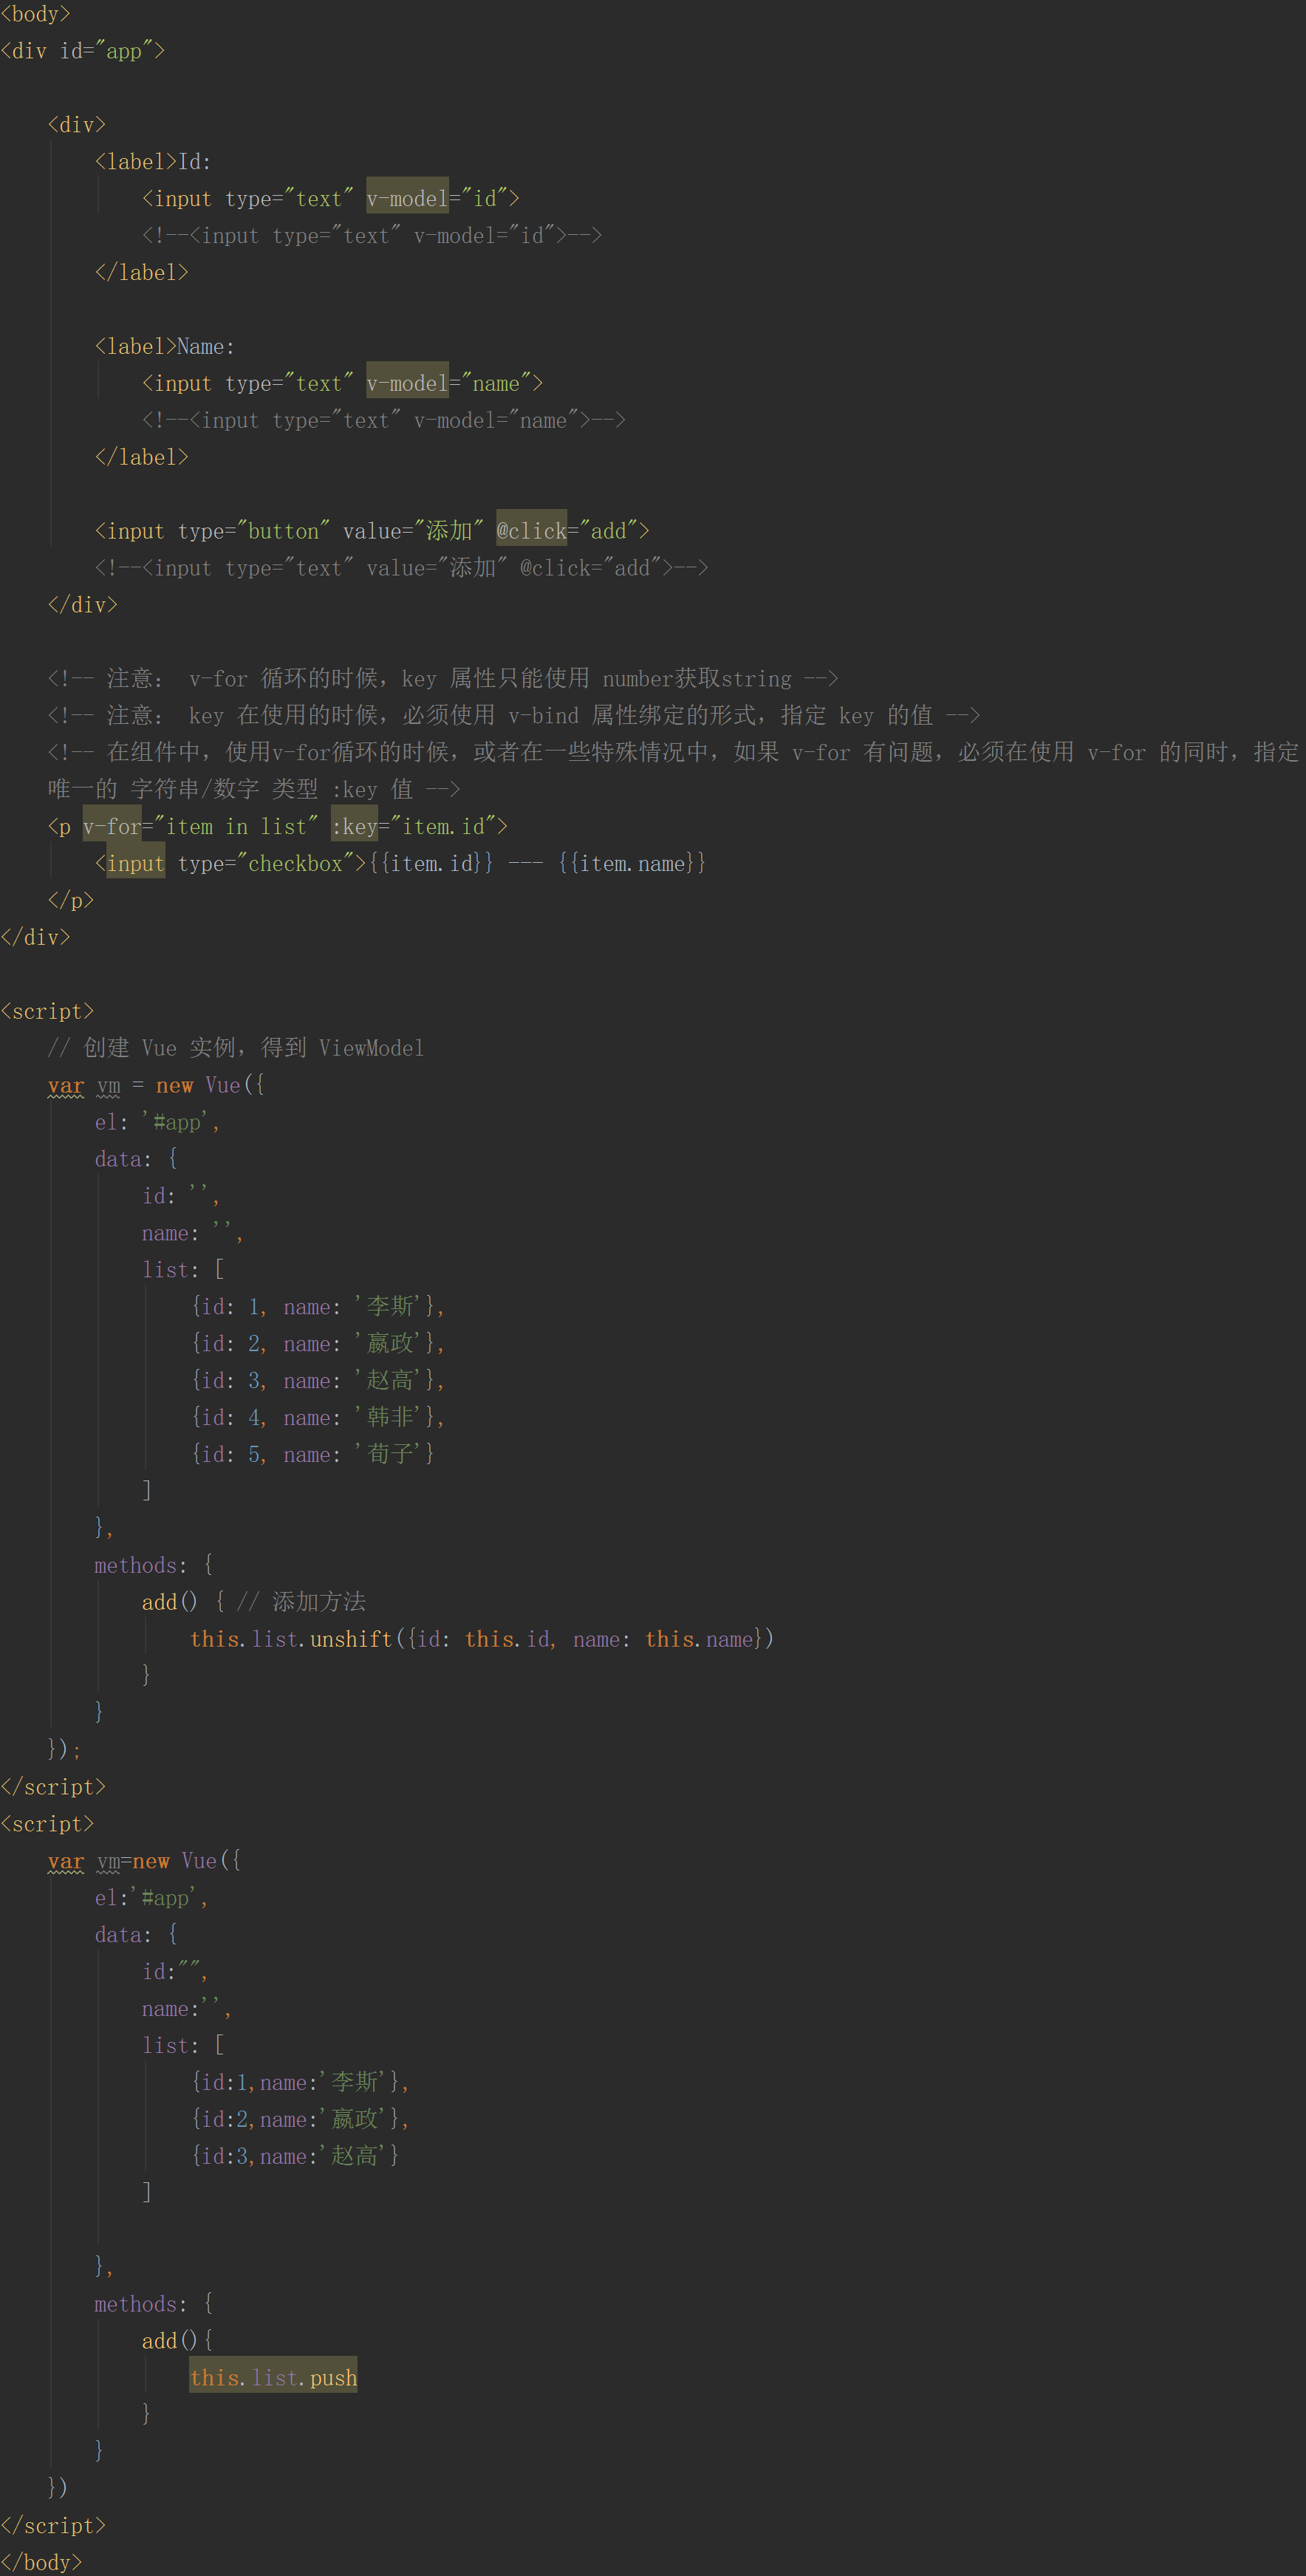 <body>
<div id="app">
<div>
<label>Id:
<input type="text" v-model="id">
<!--<input type="text" v-model="id">-->
</label>
<label>Name:
<input type="text" v-model="name">
<!--<input type="text" v-model="name">-->
</label>
<input type="button" value="添加" @click="add">
<!--<input type="text" value="添加" @click="add">-->
</div>
<!-- 注意： v-for 循环的时候，key 属性只能使用 number获取string -->
<!-- 注意： key 在使用的时候，必须使用 v-bind 属性绑定的形式，指定 key 的值 -->
<!-- 在组件中，使用v-for循环的时候，或者在一些特殊情况中，如果 v-for 有问题，必须在使用 v-for 的同时，指定
唯一的 字符串/数字 类型 :key 值 -->
<p v-for="item in list" :key="item.id">
<input type="checkbox">{{item.id}} --- {{item.name}}
</p>
</div>
<script>
// 创建 Vue 实例，得到 ViewModel
var vm = new Vue({
el: '#app',
data: {
id: '',
name: '',
list: [
{id: 1, name: '李斯'},
{id: 2, name: '嬴政'},
{id: 3, name: '赵高'},
{id: 4, name: '韩非'},
{id: 5, name: '荀子'}
]
},
methods: {
add() { // 添加方法
this.list.unshift({id: this.id, name: this.name})
}
}
});
</script>
<script>
var vm=new Vue({
el:'#app',
data: {
id:"",
name:'',
list: [
{id:1,name:'李斯'},
{id:2,name:'嬴政'},
{id:3,name:'赵高'}
]
},
methods: {
add(){
this.list.push
}
}
})
</script>
</body>